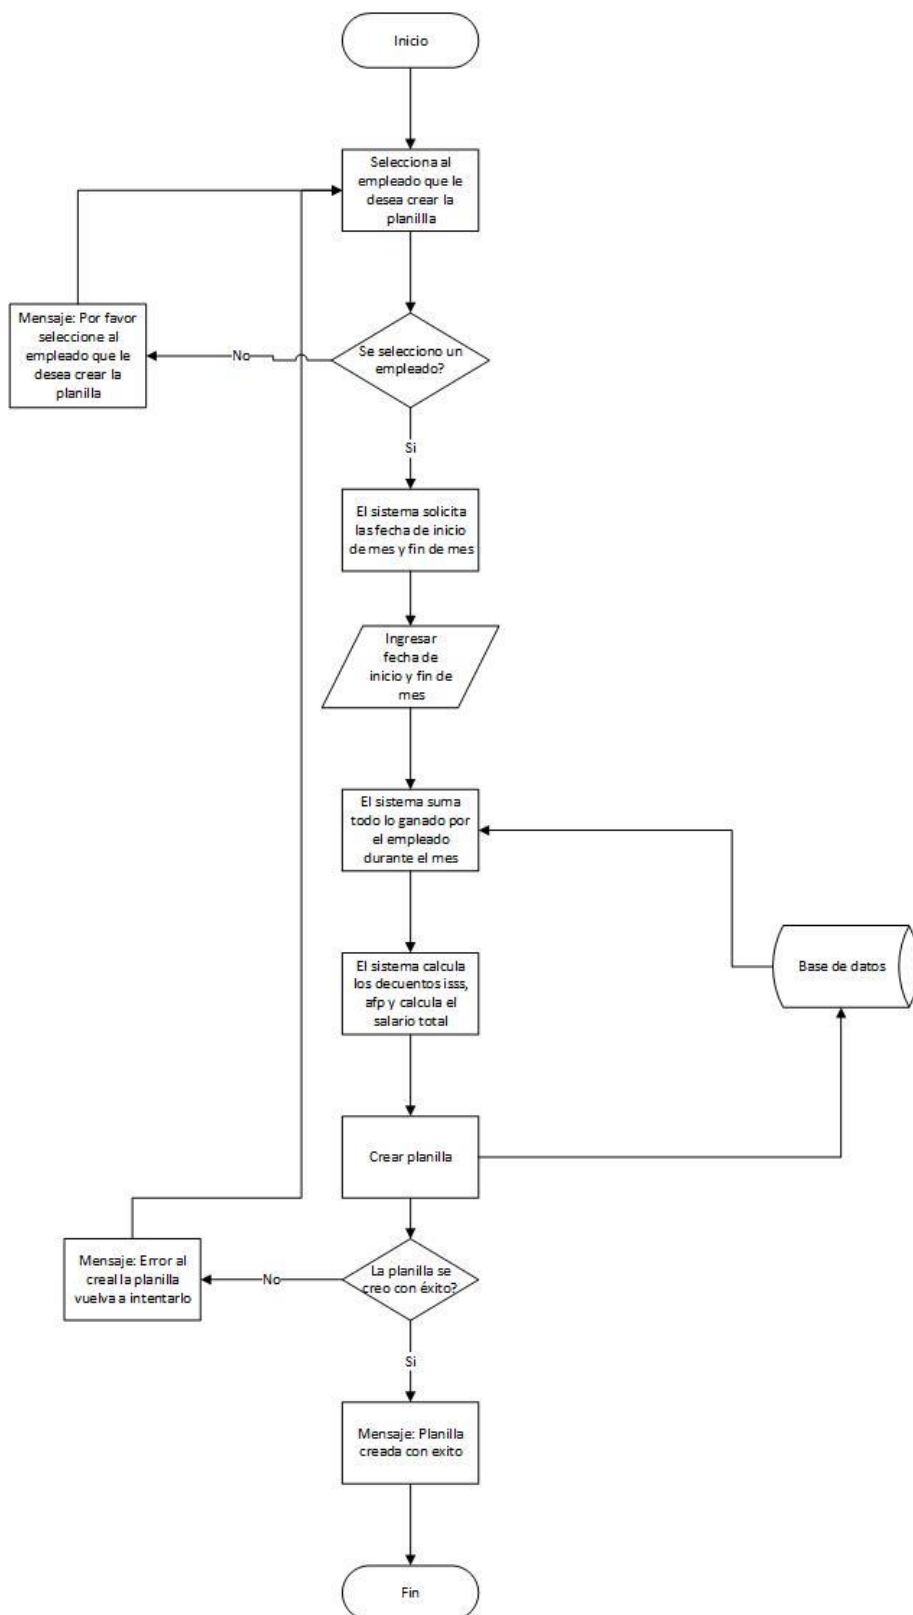 Inicio
Selecciona al
empleado que le
desea crear la
planillla
Mensaje: Por favor
seleccione al
empleado que le
desea crear la
planilla
No
Se selecciono un
empleado?
Si
El sistema solicita
las fecha de inicio
de mes y fin de mes
Ingresar
fecha de
inicio y fin de
mes
El sistema suma
todo lo ganado por
el empleado
durante el mes
El sistema calcula
los decuentos isss,
afp y calcula el
salario total
Base de datos
Crear planilla
Mensaje: Error al
creal la planilla
vuelva a intentarlo
No
La planilla se
creo con éxito?
Si
Mensaje: Planilla
creada con exito
Fin